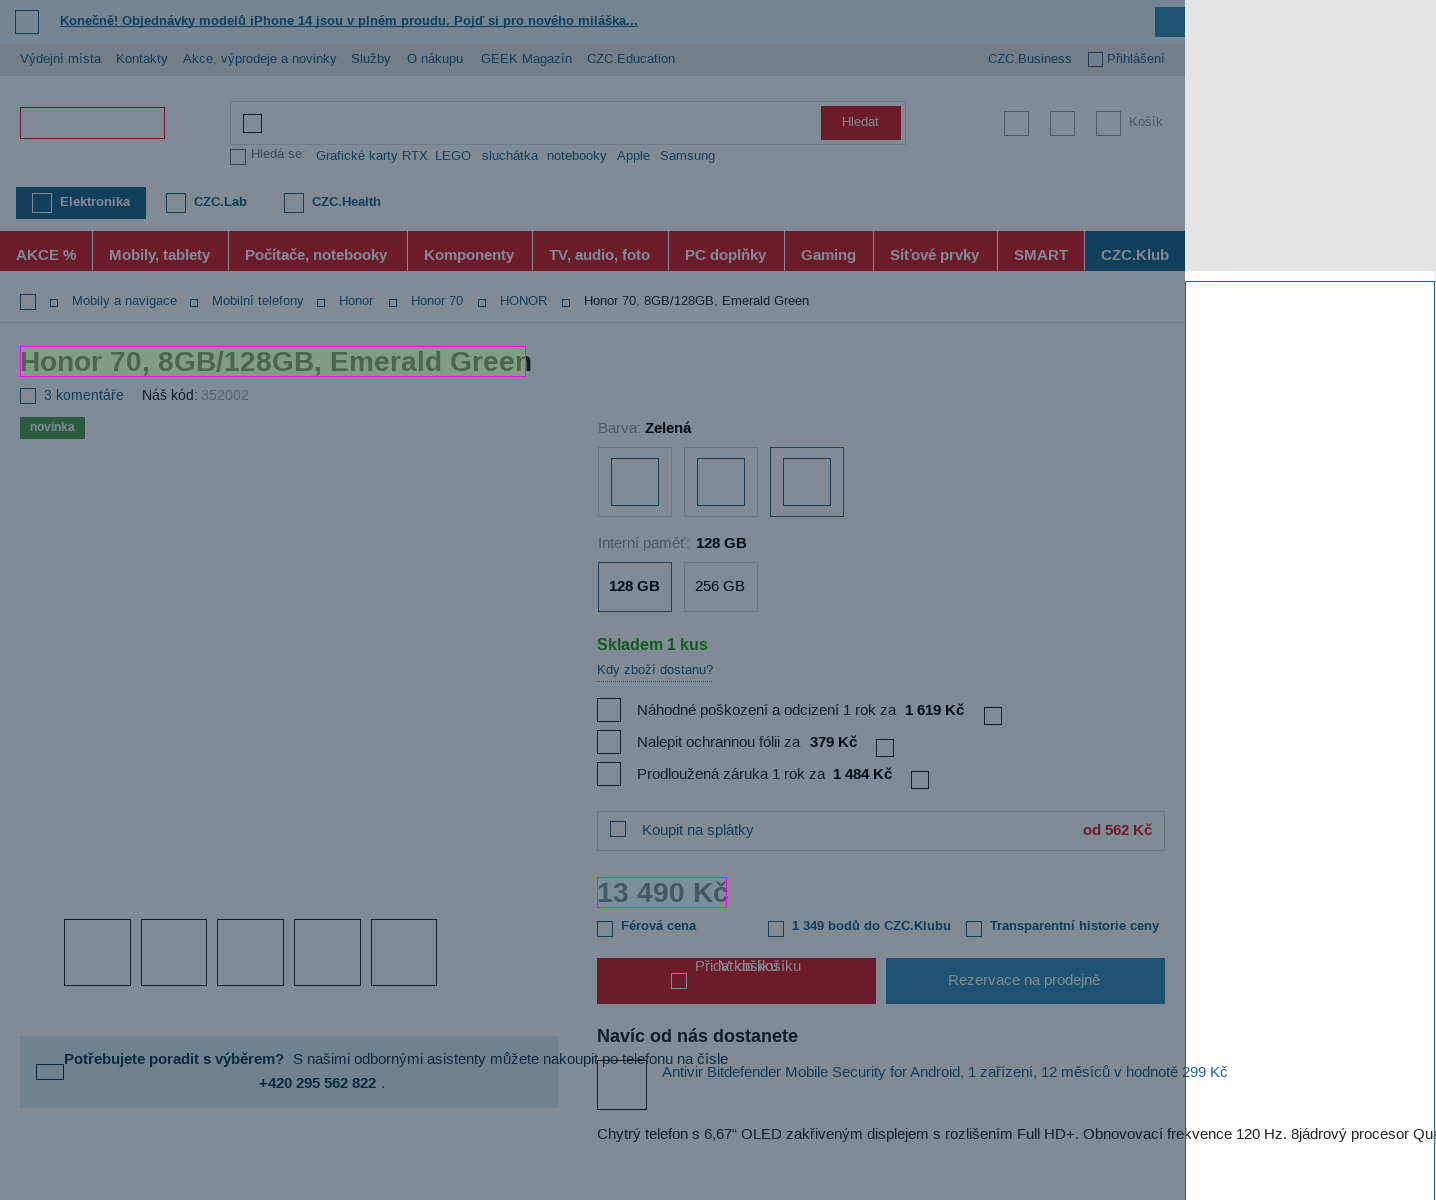 Konečně! Objednávky modelů iPhone 14 jsou v plném proudu. Pojď si pro nového miláška...
Výdejní místa Kontakty Akce, výprodeje a novinky Služby O nákupu GEEK Magazín CZC.Education CZC.Business Přihlášení
Hledat Košík
Hledá se: Grafické karty RTX LEGO sluchátka notebooky Apple Samsung
Elektronika CZC.Lab CZC.Health
AKCE % Mobily, tablety Počítače, notebooky Komponenty TV, audio, foto PC doplňky Gaming Síťové prvky SMART CZC.Klub
Mobily a navigace Mobilní telefony Honor Honor 70 HONOR Honor 70, 8GB/128GB, Emerald Green
Honor 70, 8GB/128GB, Emerald Green
3 komentáře Náš kód: 352002
novinka
Barva: Zelená
Interní paměť: 128 GB
128 GB 256 GB
Skladem 1 kus
Kdy zboží dostanu?
Náhodné poškození a odcizení 1 rok za 1 619 Kč
Nalepit ochrannou fólii za 379 Kč
Prodloužená záruka 1 rok za 1 484 Kč
Koupit na splátky od 562 Kč
13 490 Kč
Férová cena 1 349 bodů do CZC.Klubu Transparentní historie ceny
Přidat do košíku V košíku Rezervace na prodejně
Navíc od nás dostanete
Potřebujete poradit s výběrem? S našimi odbornými asistenty můžete nakoupit po telefonu na čísle
+420 295 562 822 .
Antivir Bitdefender Mobile Security for Android, 1 zařízení, 12 měsíců v hodnotě 299 Kč
Chytrý telefon s 6,67“ OLED zakřiveným displejem s rozlišením Full HD+. Obnovovací frekvence 120 Hz. 8jádrový procesor